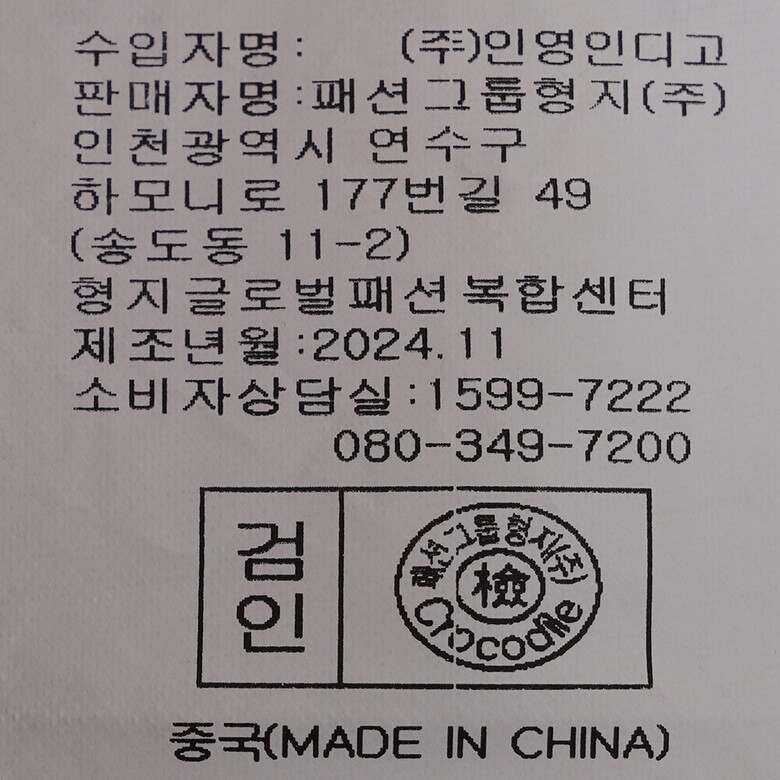 수입자명: (주)인영인디고
판매자명:패션그룹형지(주)
인천광역시 연수구
하모니로 177번길 49
(송도동 11-2)
형지글로벌패션복합센터
제조년월:2024.11
소비자상담실:1599-7222
080-349-7200
검인
패션그룹형지(주)
檢
Crocodile
중국(MADE IN CHINA)